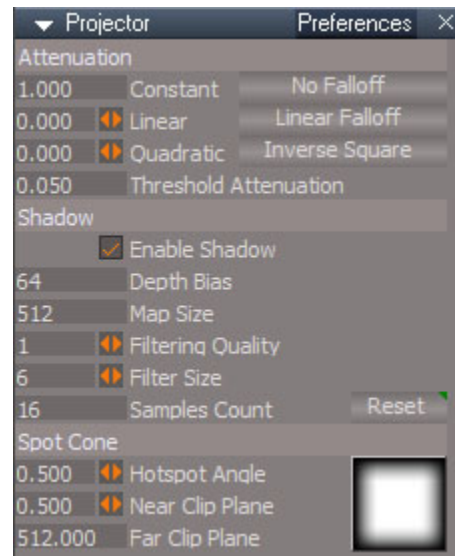 Projector Preferences
Attenuation
1.000 Constant No Falloff
0.000 Linear Linear Falloff
0.000 Quadratic Inverse Square
0.050 Threshold Attenuation
Shadow
Enable Shadow
64 Depth Bias
512 Map Size
1 Filtering Quality
6 Filter Size
16 Samples Count Reset
Spot Cone
0.500 Hotspot Angle
0.500 Near Clip Plane
512.000 Far Clip Plane